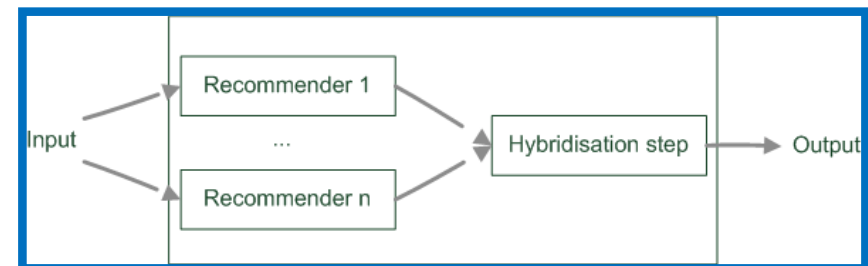 Recommender 1
Input
...
Hybridisation step
Output
Recommender n